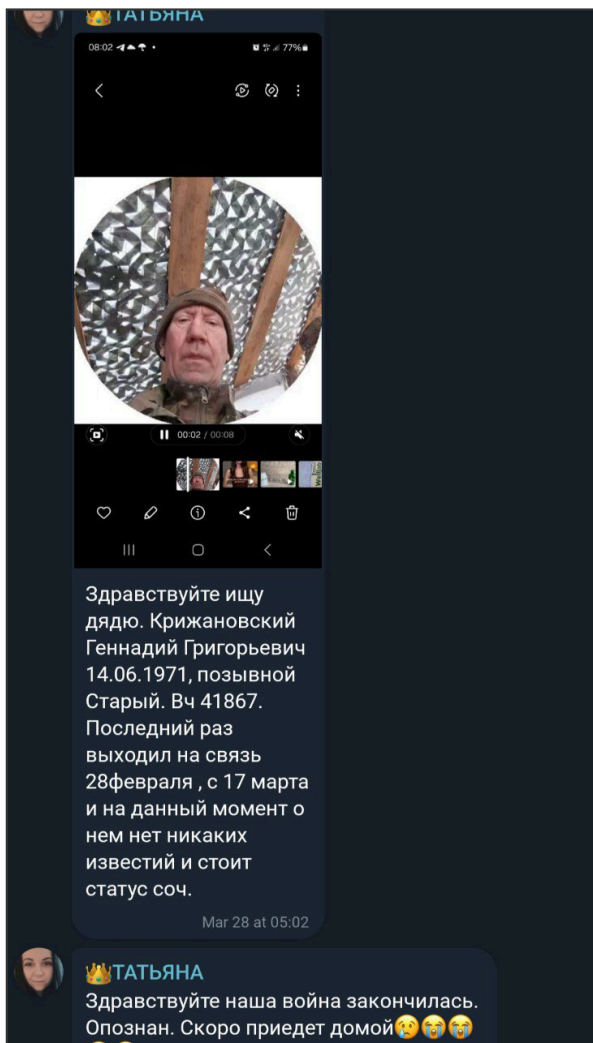 👑ТАТЬЯНА
08:02
77%
00:02 / 00:08
Здравствуйте ищу
дядю. Крижановский
Геннадий Григорьевич
14.06.1971, позывной
Старый. Вч 41867.
Последний раз
выходил на связь
28февраля , с 17 марта
и на данный момент о
нем нет никаких
известий и стоит
статус соч.
Mar 28 at 05:02
👑ТАТЬЯНА
Здравствуйте наша война закончилась.
Опознан. Скоро приедет домой😢😭😭